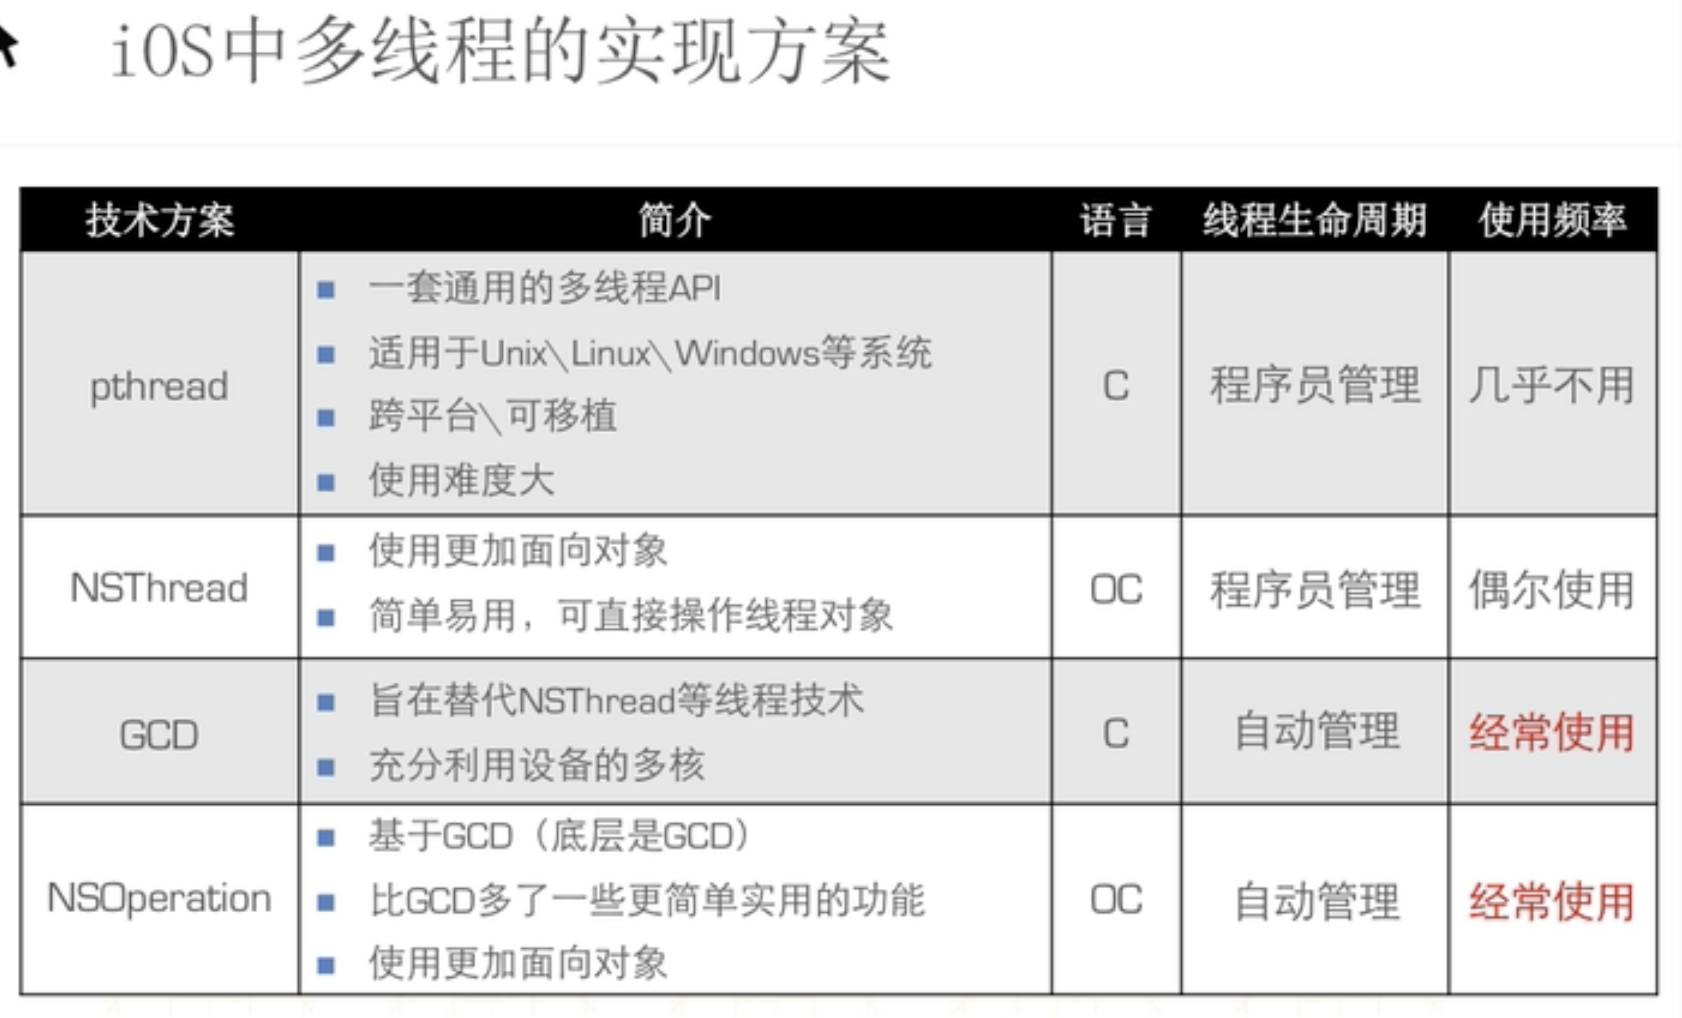 iOS中多线程的实现方案
技术方案 简介 语言 线程生命周期 使用频率
pthread
一套通用的多线程API
适用于Unix\Linux\Windows等系统
跨平台\可移植
使用难度大
C
程序员管理
几乎不用
NSThread
使用更加面向对象
简单易用，可直接操作线程对象
OC
程序员管理
偶尔使用
GCD
旨在替代NSThread等线程技术
充分利用设备的多核
C
自动管理
经常使用
NSOperation
基于GCD（底层是GCD）
比GCD多了一些更简单实用的功能
使用更加面向对象
OC
自动管理
经常使用